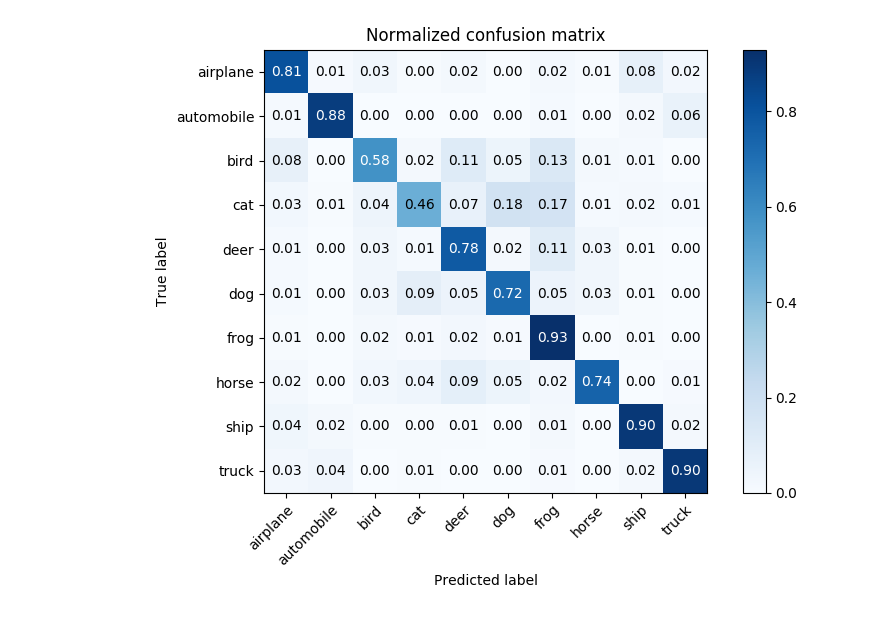 Normalized confusion matrix
airplane 0.81 0.01 0.03 0.00 0.02 0.00 0.02 0.01 0.08 0.02
automobile 0.01 0.88 0.00 0.00 0.00 0.00 0.01 0.00 0.02 0.06
bird 0.08 0.00 0.58 0.02 0.11 0.05 0.13 0.01 0.01 0.00
cat 0.03 0.01 0.04 0.46 0.07 0.18 0.17 0.01 0.02 0.01
deer 0.01 0.00 0.03 0.01 0.78 0.02 0.11 0.03 0.01 0.00
dog 0.01 0.00 0.03 0.09 0.05 0.72 0.05 0.03 0.01 0.00
frog 0.01 0.00 0.02 0.01 0.02 0.01 0.93 0.00 0.01 0.00
horse 0.02 0.00 0.03 0.04 0.09 0.05 0.02 0.74 0.00 0.01
ship 0.04 0.02 0.00 0.00 0.01 0.00 0.01 0.00 0.90 0.02
truck 0.03 0.04 0.00 0.01 0.00 0.00 0.01 0.00 0.02 0.90
airplane automobile bird cat deer dog frog horse ship truck
Predicted label
True label
0.8
0.6
0.4
0.2
0.0